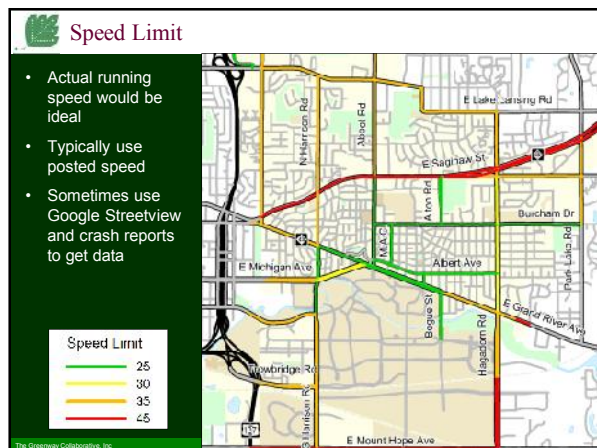 Speed Limit
• Actual running
speed would be
ideal
• Typically use
posted speed
• Sometimes use
Google Streetview
and crash reports
to get data
Speed Limit
25
30
35
45
The Greenway Collaborative, Inc
E Lake Lansing Rd
N Harrison Rd
Abbot Rd
E Saginaw St
Alton Rd
Burcham Dr
M.A.C
Park Lake Rd
E Michigan Ave
Albert Ave
Bogue St
E Grand River Ave
Hagadorn Rd
Trowbridge Rd
S Harrison Rd
E Mount Hope Ave